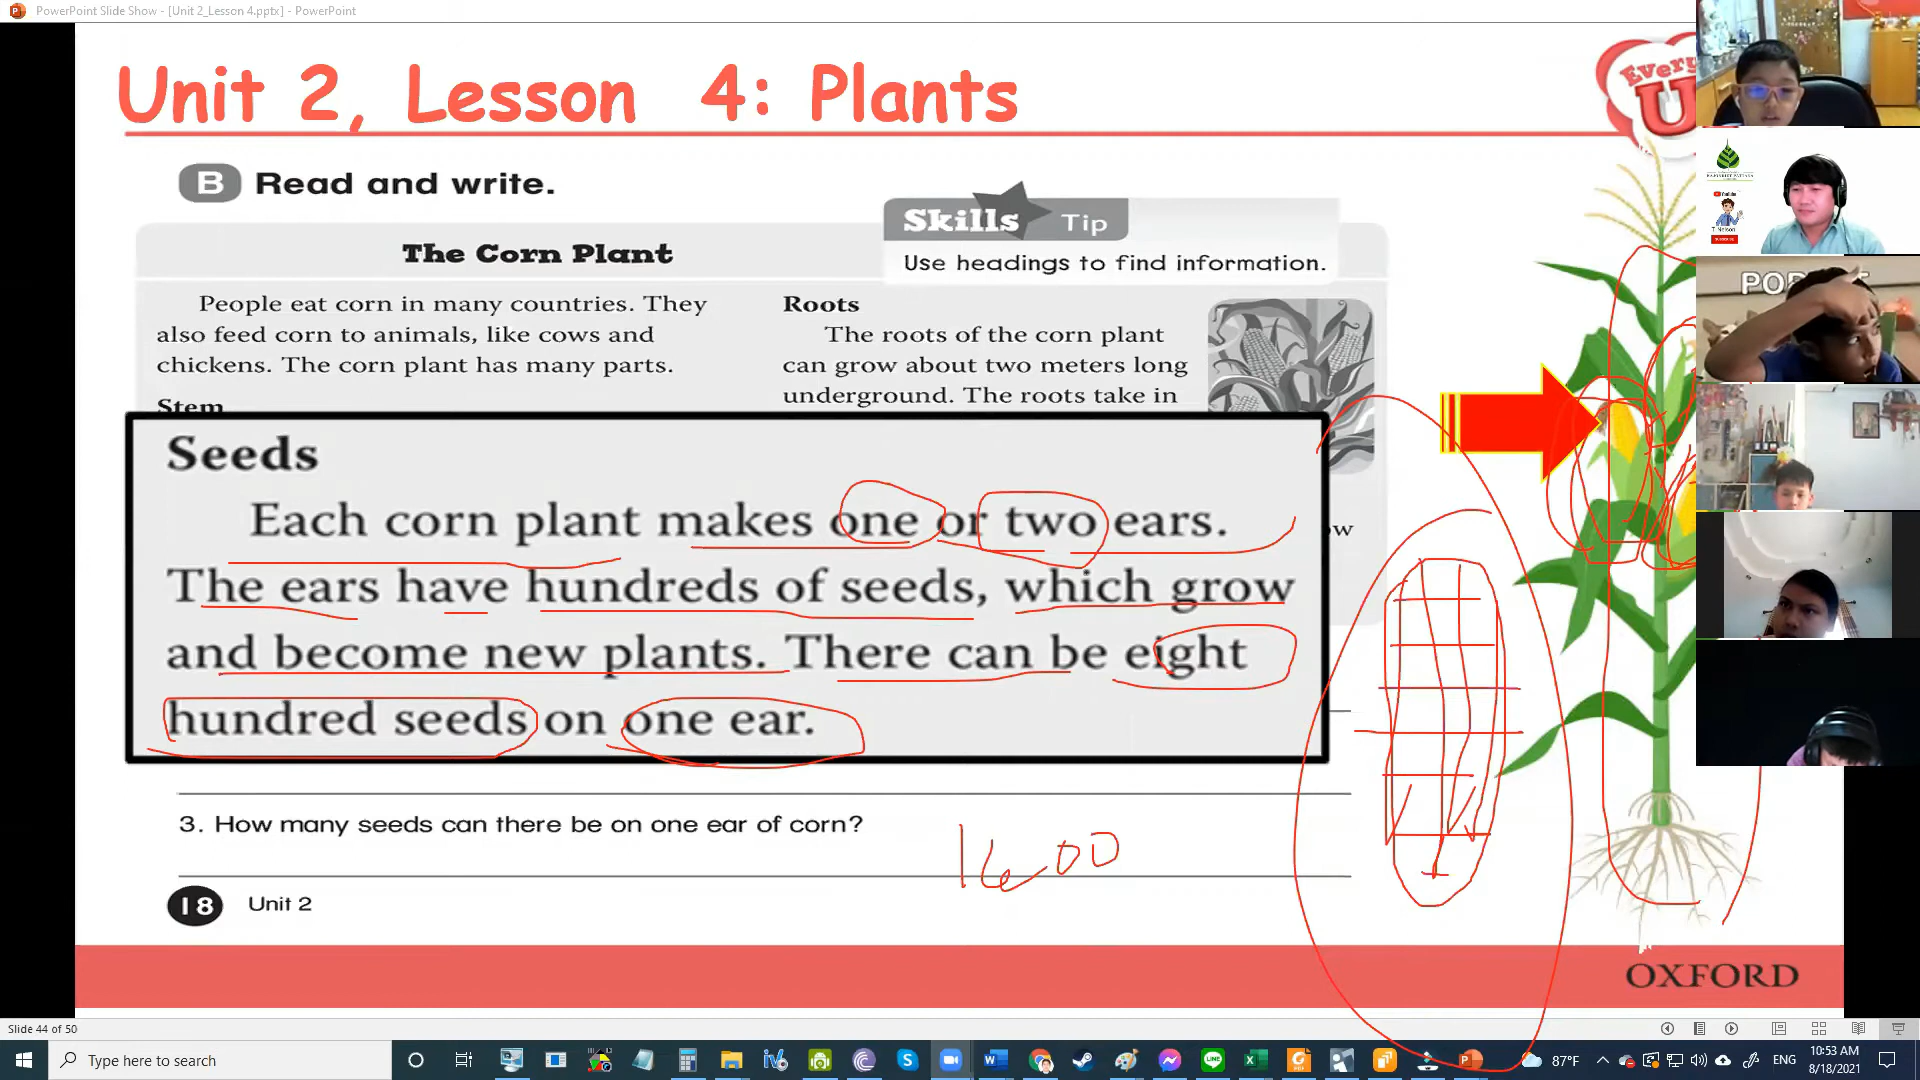 PowerPoint Slide Show - [Unit 2_Lesson 4.pptx] - PowerPoint
Unit 2, Lesson 4: Plants
Every
U
B Read and write.
Skills Tip
Use headings to find information.
The Corn Plant
People eat corn in many countries. They
also feed corn to animals, like cows and
chickens. The corn plant has many parts.
Stem
Roots
The roots of the corn plant
can grow about two meters long
underground. The roots take in
ow
Seeds
Each corn plant makes one or two ears.
The ears have hundreds of seeds, which grow
and become new plants. There can be eight
hundred seeds on one ear.
3. How many seeds can there be on one ear of corn?
1600
18 Unit 2
OXFORD
YouTube
T. Nelson
SUBSCRIBE
Slide 44 of 50
Type here to search
87°F
ENG
10:53 AM
8/18/2021